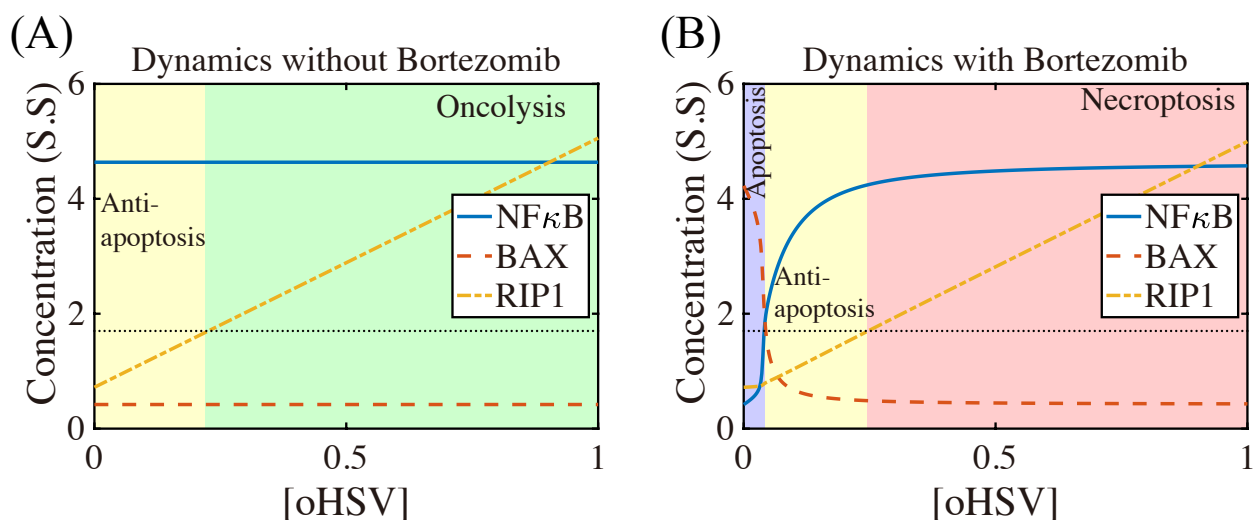 (A)
Dynamics without Bortezomib
Concentration (S.S)
6
4
2
0
0
0.5
1
[oHSV]
Anti-
apoptosis
Oncolysis
NFκB
BAX
RIP1
(B)
Dynamics with Bortezomib
Concentration (S.S)
6
4
2
0
0
0.5
1
[oHSV]
Apoptosis
Anti-
apoptosis
Necroptosis
NFκB
BAX
RIP1